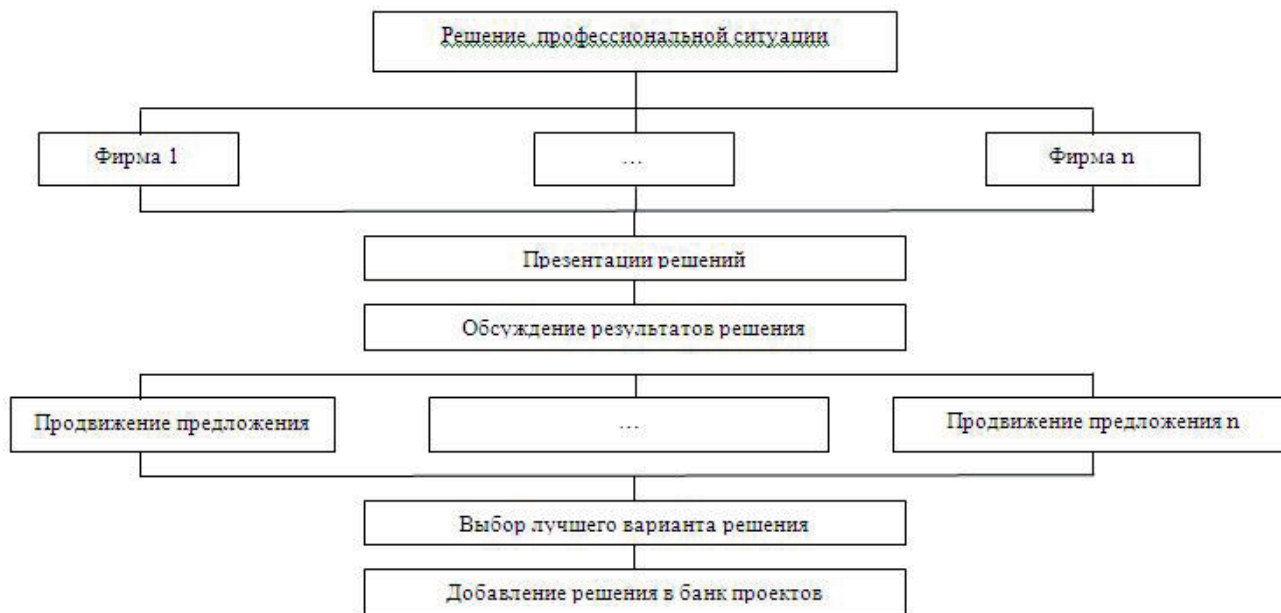 Решение профессиональной ситуации
Фирма 1
…
Фирма n
Презентации решений
Обсуждение результатов решения
Продвижение предложения
…
Продвижение предложения n
Выбор лучшего варианта решения
Добавление решения в банк проектов